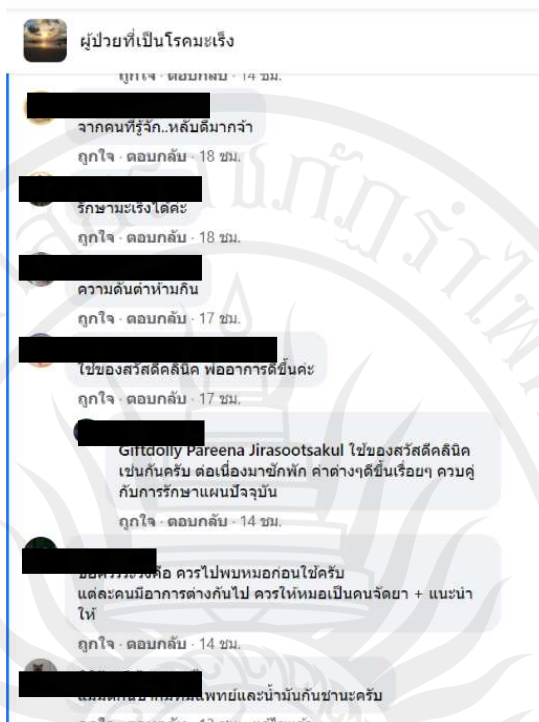 ผู้ป่วยที่เป็นโรคมะเร็ง
ถูกใจ · ตอบกลับ · 14 ชม.
จากคนที่รู้จัก..หลับดีมากจ้า
ถูกใจ · ตอบกลับ · 18 ชม.
รักษามะเร็งได้ค่ะ
ถูกใจ · ตอบกลับ · 18 ชม.
ความดันต่ำห้ามกิน
ถูกใจ · ตอบกลับ · 17 ชม.
ใช้ของสวัสดีคลินิค พ่ออาการดีขึ้นค่ะ
ถูกใจ · ตอบกลับ · 17 ชม.
Giftdolly Pareena Jirasootsakul ใช้ของสวัสดีคลินิค
เช่นกันครับ ต่อเนื่องมาซักพัก ค่าต่างๆดีขึ้นเรื่อยๆ ควบคู่
กับการรักษาแผนปัจจุบัน
ถูกใจ · ตอบกลับ · 14 ชม.
คือ ควรไปพบหมอก่อนใช้ครับ
แต่ละคนมีอาการต่างกันไป ควรให้หมอเป็นคนจัดยา + แนะนำ
ให้
ถูกใจ · ตอบกลับ · 14 ชม.
แพทย์และน้ำมันกันชานะครับ